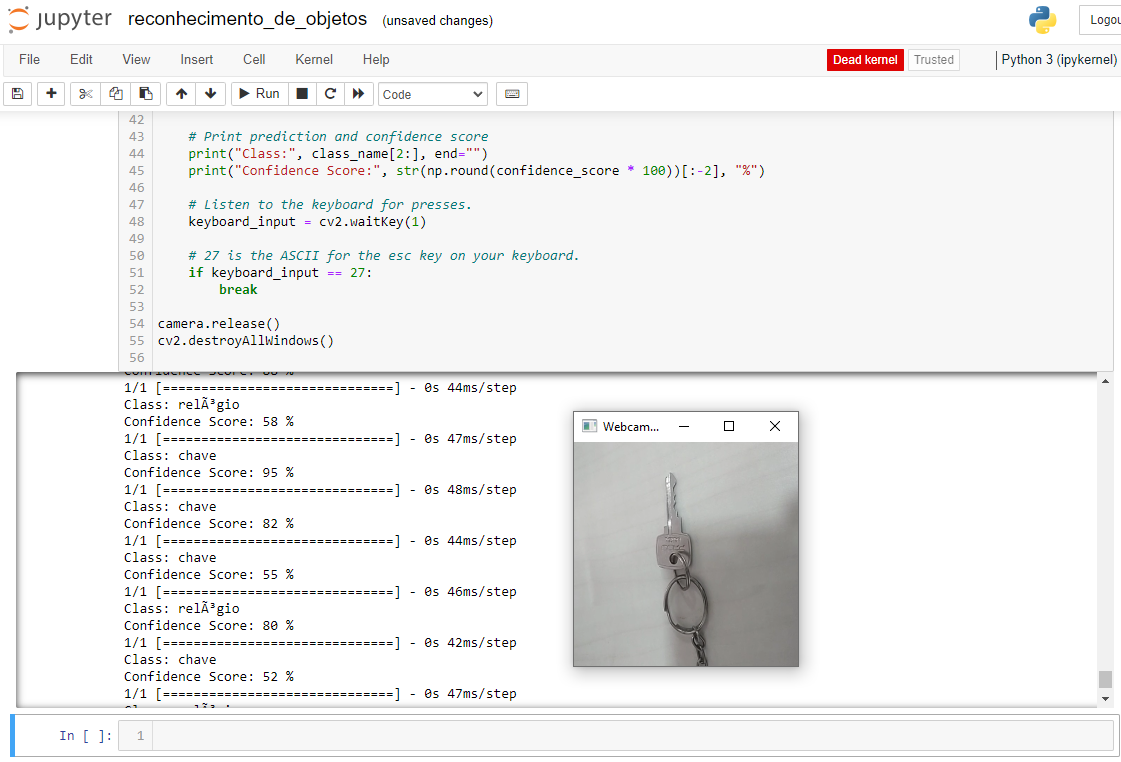 jupyter reconhecimento_de_objetos (unsaved changes)
File Edit View Insert Cell Kernel Help
Dead kernel Trusted Python 3 (ipykernel)
Run Code
42
43 # Print prediction and confidence score
44 print("Class:", class_name[2:], end="")
45 print("Confidence Score:", str(np.round(confidence_score * 100))[:-2], "%")
46
47 # Listen to the keyboard for presses.
48 keyboard_input = cv2.waitKey(1)
49
50 # 27 is the ASCII for the esc key on your keyboard.
51 if keyboard_input == 27:
52 break
53
54 camera.release()
55 cv2.destroyAllWindows()
56
1/1 [==============================] - 0s 44ms/step
Class: relÃ³gio
Confidence Score: 58 %
1/1 [==============================] - 0s 47ms/step
Class: chave
Confidence Score: 95 %
1/1 [==============================] - 0s 48ms/step
Class: chave
Confidence Score: 82 %
1/1 [==============================] - 0s 44ms/step
Class: chave
Confidence Score: 55 %
1/1 [==============================] - 0s 46ms/step
Class: relÃ³gio
Confidence Score: 80 %
1/1 [==============================] - 0s 42ms/step
Class: chave
Confidence Score: 52 %
1/1 [==============================] - 0s 47ms/step
Webcam...
In [ ]: 1